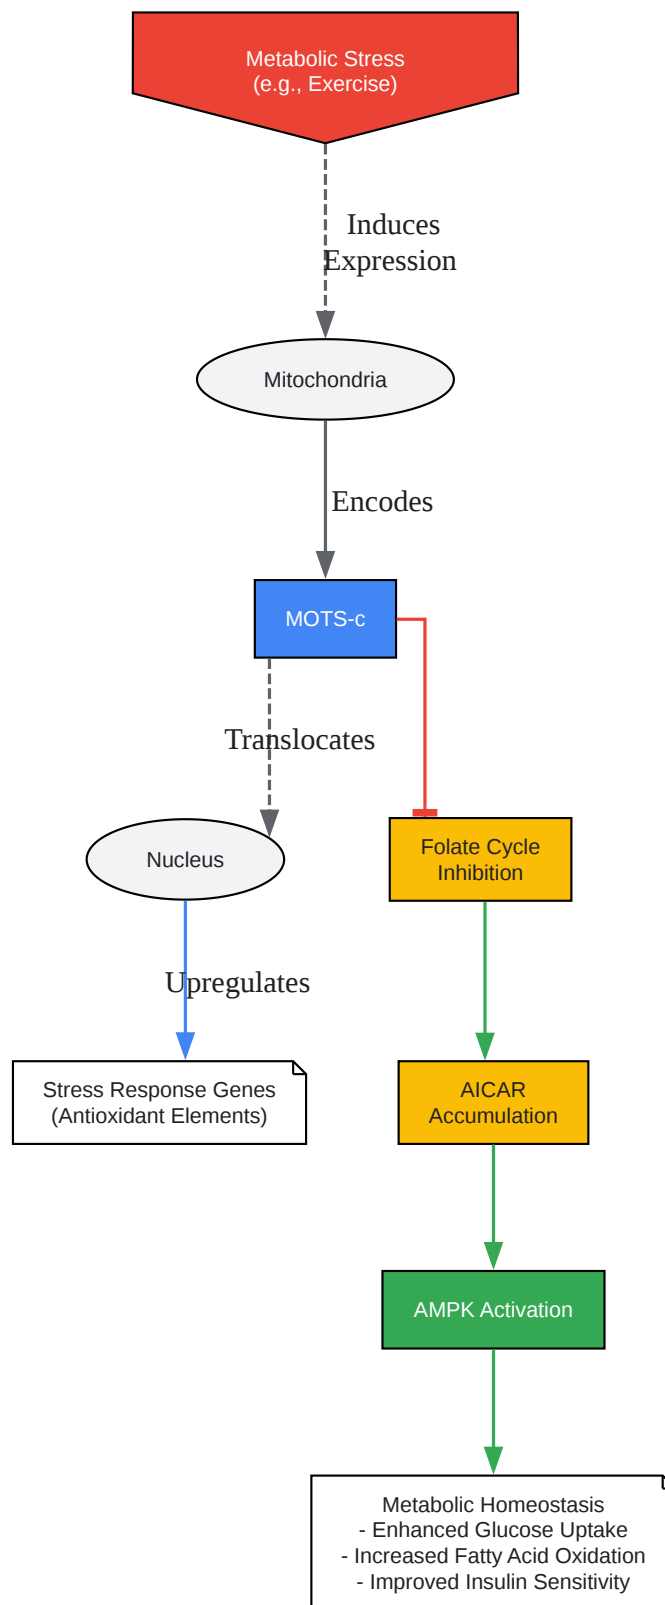 Metabolic Stress
(e.g., Exercise)
Induces
Expression
Mitochondria
Encodes
MOTS-c
Translocates
Nucleus
Folate Cycle
Inhibition
Upregulates
Stress Response Genes
(Antioxidant Elements)
AICAR
Accumulation
AMPK Activation
Metabolic Homeostasis
- Enhanced Glucose Uptake
- Increased Fatty Acid Oxidation
- Improved Insulin Sensitivity